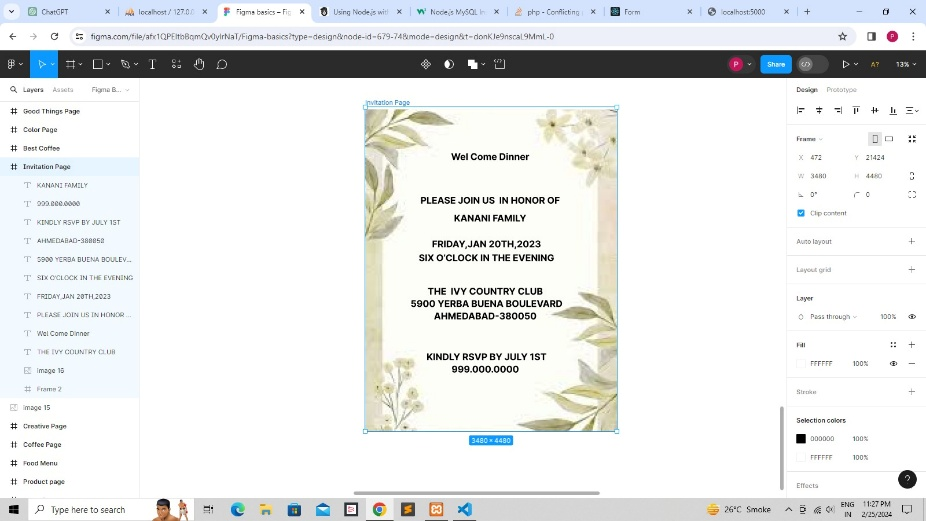 ChatGPT
localhost / 127.0.0
Figma basics – Fig
Using Node.js with
Node.js MySQL In
php - Conflicting
Form
localhost:5000
figma.com/file/afx1QPEItb8qmQv0yIrNaT/Figma-basics?type=design&node-id=679-74&mode=design&t=donKJe9nscaL9MmL-0
P
P
Share
A?
13%
Layers
Assets
Figma B...
Design
Prototype
Good Things Page
Color Page
Best Coffee
Invitation Page
KANANI FAMILY
999.000.0000
KINDLY RSVP BY JULY 1ST
AHMEDABAD-380050
5900 YERBA BUENA BOULEV...
SIX O'CLOCK IN THE EVENING
FRIDAY,JAN 20TH,2023
PLEASE JOIN US IN HONOR ...
Wel Come Dinner
THE IVY COUNTRY CLUB
image 16
Frame 2
image 15
Creative Page
Coffee Page
Food Menu
Product page
Invitation Page
Wel Come Dinner
PLEASE JOIN US IN HONOR OF
KANANI FAMILY
FRIDAY,JAN 20TH,2023
SIX O'CLOCK IN THE EVENING
THE IVY COUNTRY CLUB
5900 YERBA BUENA BOULEVARD
AHMEDABAD-380050
KINDLY RSVP BY JULY 1ST
999.000.0000
3480 × 4480
Frame
X 472 Y 21424
W 3480 H 4480
0° 0
Clip content
Auto layout
Layout grid
Layer
Pass through 100%
Fill
FFFFFF 100%
Stroke
Selection colors
000000 100%
FFFFFF 100%
Effects
?
Type here to search
26°C Smoke
ENG
IN
11:27 PM
2/25/2024